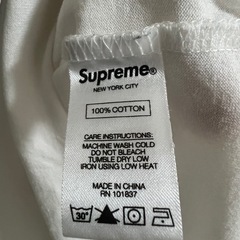 Supreme®
NEW YORK CITY
100% COTTON
CARE INSTRUCTIONS:
MACHINE WASH COLD
DO NOT BLEACH
TUMBLE DRY LOW
IRON USING LOW HEAT
MADE IN CHINA
RN 101837
30°